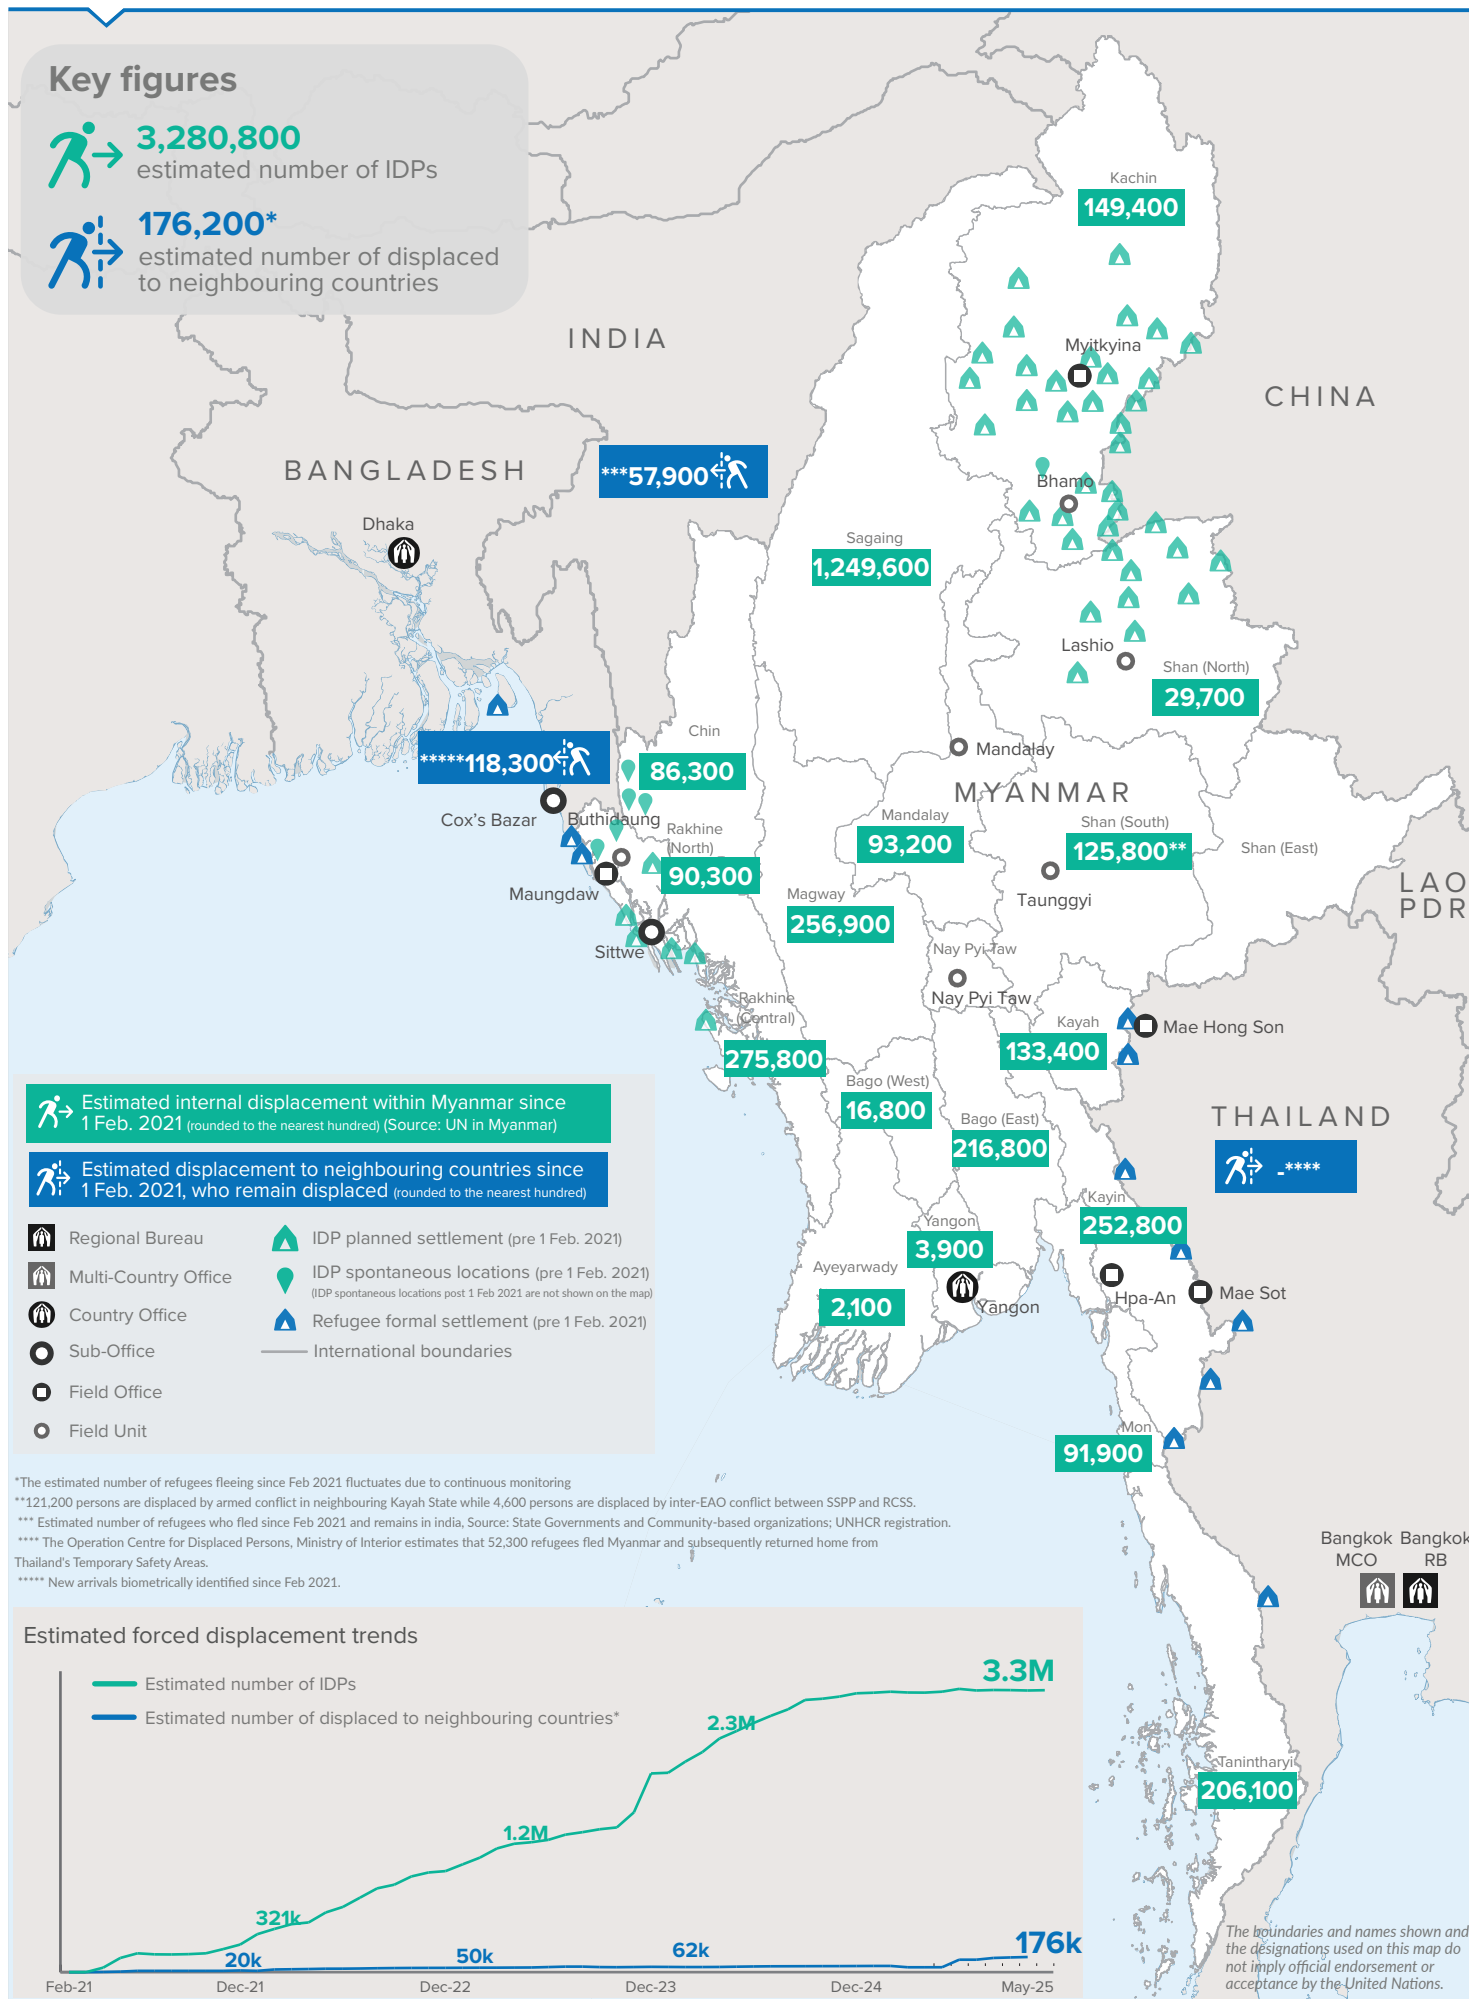 Key figures
3,280,800
estimated number of IDPs
176,200*
estimated number of displaced
to neighbouring countries
INDIA
BANGLADESH
CHINA
MYANMAR
LAO
PDR
THAILAND
Kachin
149,400
Myitkyina
***57,900
Bhamo
Dhaka
Sagaing
1,249,600
Lashio
Shan (North)
29,700
Chin
86,300
*****118,300
Mandalay
Cox's Bazar
Buthidaung
Rakhine
(North)
90,300
Mandalay
93,200
Shan (South)
125,800**
Shan (East)
Maungdaw
Taunggyi
Magway
256,900
Sittwe
Nay Pyi Taw
Nay Pyi Taw
Rakhine
(Central)
275,800
Kayah
133,400
Mae Hong Son
Bago (West)
16,800
Bago (East)
216,800
-****
Kayin
252,800
Yangon
3,900
Ayeyarwady
2,100
Yangon
Hpa-An
Mae Sot
Mon
91,900
Bangkok
MCO
Bangkok
RB
Tanintharyi
206,100
Estimated internal displacement within Myanmar since
1 Feb. 2021 (rounded to the nearest hundred) (Source: UN in Myanmar)
Estimated displacement to neighbouring countries since
1 Feb. 2021, who remain displaced (rounded to the nearest hundred)
Regional Bureau
Multi-Country Office
Country Office
Sub-Office
Field Office
Field Unit
IDP planned settlement (pre 1 Feb. 2021)
IDP spontaneous locations (pre 1 Feb. 2021)
(IDP spontaneous locations post 1 Feb 2021 are not shown on the map)
Refugee formal settlement (pre 1 Feb. 2021)
International boundaries
*The estimated number of refugees fleeing since Feb 2021 fluctuates due to continuous monitoring
**121,200 persons are displaced by armed conflict in neighbouring Kayah State while 4,600 persons are displaced by inter-EAO conflict between SSPP and RCSS.
*** Estimated number of refugees who fled since Feb 2021 and remains in india, Source: State Governments and Community-based organizations; UNHCR registration.
**** The Operation Centre for Displaced Persons, Ministry of Interior estimates that 52,300 refugees fled Myanmar and subsequently returned home from
Thailand's Temporary Safety Areas.
***** New arrivals biometrically identified since Feb 2021.
Estimated forced displacement trends
Estimated number of IDPs
Estimated number of displaced to neighbouring countries*
3.3M
2.3M
1.2M
321k
20k
50k
62k
176k
Feb-21
Dec-21
Dec-22
Dec-23
Dec-24
May-25
The boundaries and names shown and
the designations used on this map do
not imply official endorsement or
acceptance by the United Nations.